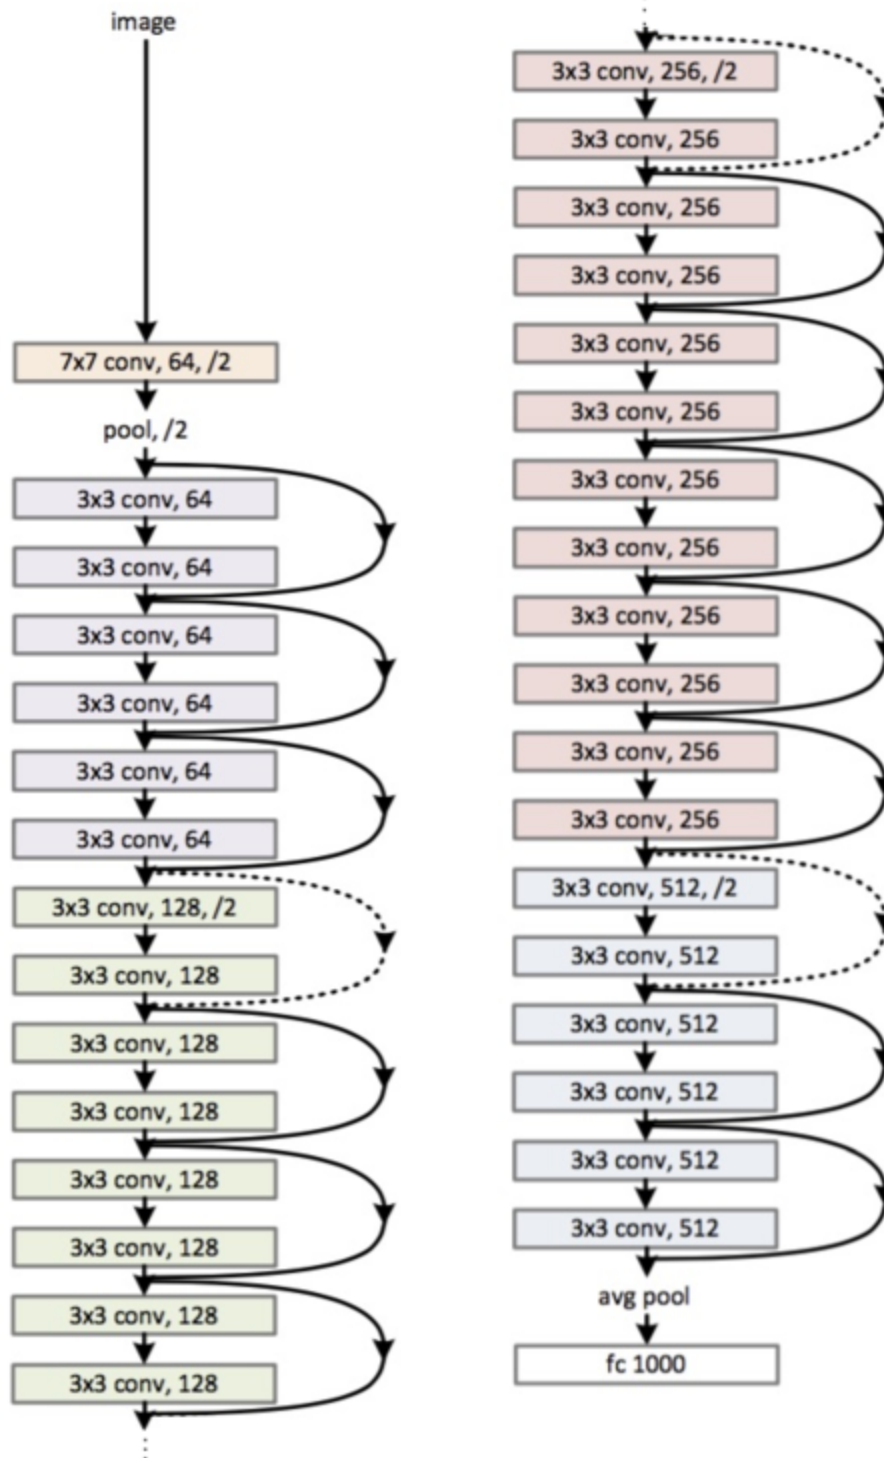 image
7x7 conv, 64, /2
pool, /2
3x3 conv, 64
3x3 conv, 64
3x3 conv, 64
3x3 conv, 64
3x3 conv, 64
3x3 conv, 64
3x3 conv, 128, /2
3x3 conv, 128
3x3 conv, 128
3x3 conv, 128
3x3 conv, 128
3x3 conv, 128
3x3 conv, 128
3x3 conv, 128
3x3 conv, 256, /2
3x3 conv, 256
3x3 conv, 256
3x3 conv, 256
3x3 conv, 256
3x3 conv, 256
3x3 conv, 256
3x3 conv, 256
3x3 conv, 256
3x3 conv, 256
3x3 conv, 256
3x3 conv, 256
3x3 conv, 512, /2
3x3 conv, 512
3x3 conv, 512
3x3 conv, 512
3x3 conv, 512
3x3 conv, 512
avg pool
fc 1000